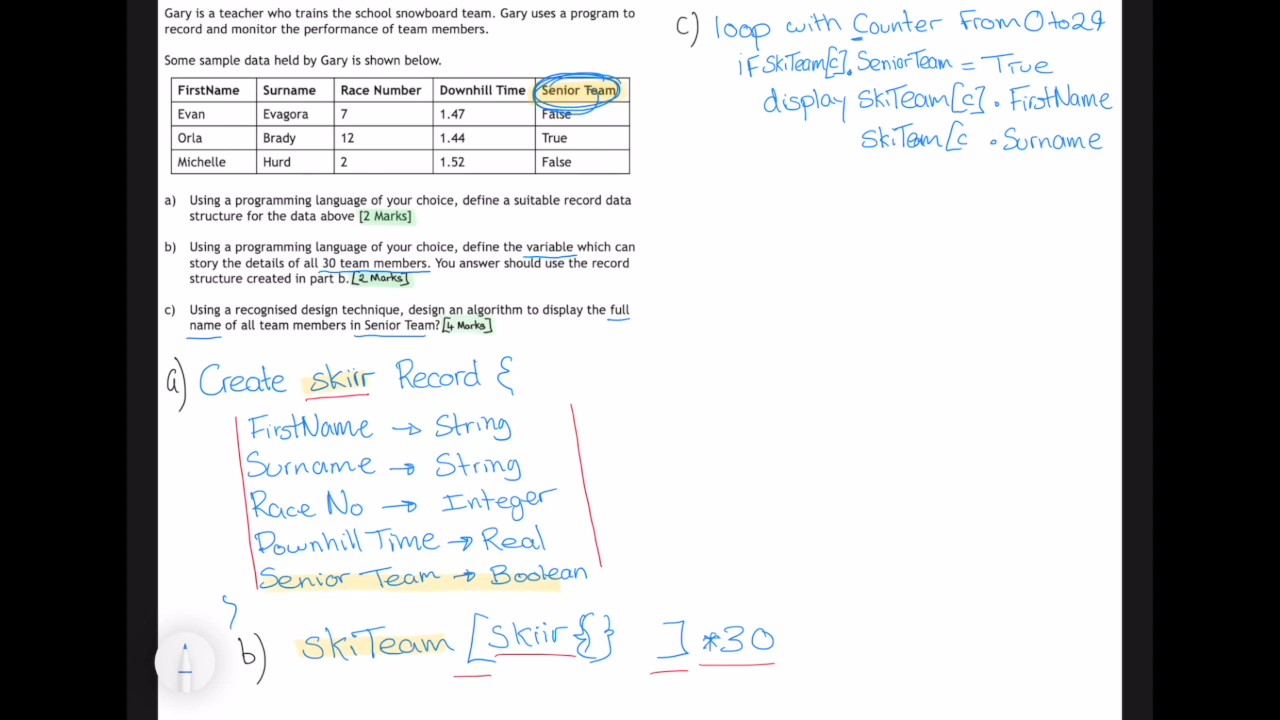 Gary is a teacher who trains the school snowboard team. Gary uses a program to
record and monitor the performance of team members.
Some sample data held by Gary is shown below.
FirstName Surname Race Number Downhill Time Senior Team
Evan Evagora 7 1.47 False
Orla Brady 12 1.44 True
Michelle Hurd 2 1.52 False
a) Using a programming language of your choice, define a suitable record data
structure for the data above [2 Marks]
b) Using a programming language of your choice, define the variable which can
story the details of all 30 team members. You answer should use the record
structure created in part b. [2 Marks]
c) Using a recognised design technique, design an algorithm to display the full
name of all team members in Senior Team? [4 Marks]
a) Create skiir Record {
FirstName → String
Surname → String
Race No → Integer
Downhill Time → Real
Senior Team → Boolean
}
b) skiTeam [skiir{} ] *30
c) loop with Counter From 0 to 29
if SkiTeam[c].SeniorTeam = True
display SkiTeam[c].FirstName
SkiTeam[c .Surname